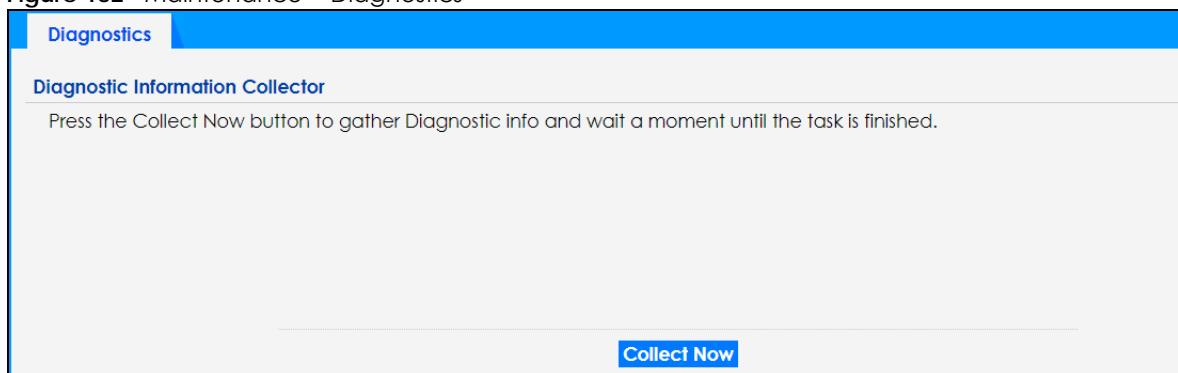 Diagnostics
Diagnostic Information Collector
Press the Collect Now button to gather Diagnostic info and wait a moment until the task is finished.
Collect Now